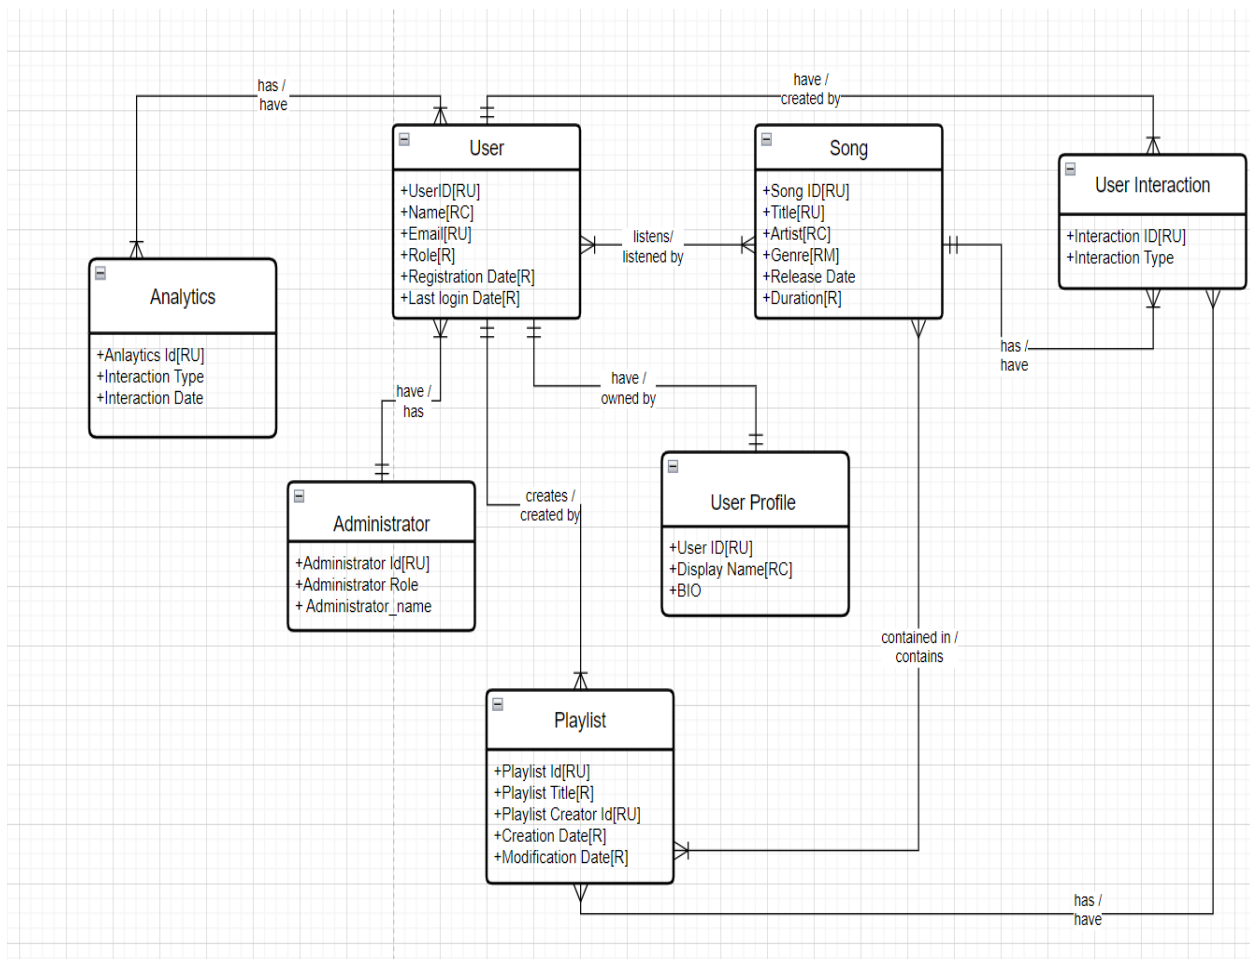 has /
have
have /
created by
User
+UserID[RU]
+Name[RC]
+Email[RU]
+Role[R]
+Registration Date[R]
+Last login Date[R]
listens/
listened by
Song
+Song ID[RU]
+Title[RU]
+Artist[RC]
+Genre[RM]
+Release Date
+Duration[R]
User Interaction
+Interaction ID[RU]
+Interaction Type
Analytics
+Anlaytics Id[RU]
+Interaction Type
+Interaction Date
has /
have
have /
has
have /
owned by
Administrator
+Administrator Id[RU]
+Administrator Role
+ Administrator_name
creates /
created by
User Profile
+User ID[RU]
+Display Name[RC]
+BIO
contained in /
contains
Playlist
+Playlist Id[RU]
+Playlist Title[R]
+Playlist Creator Id[RU]
+Creation Date[R]
+Modification Date[R]
has /
have